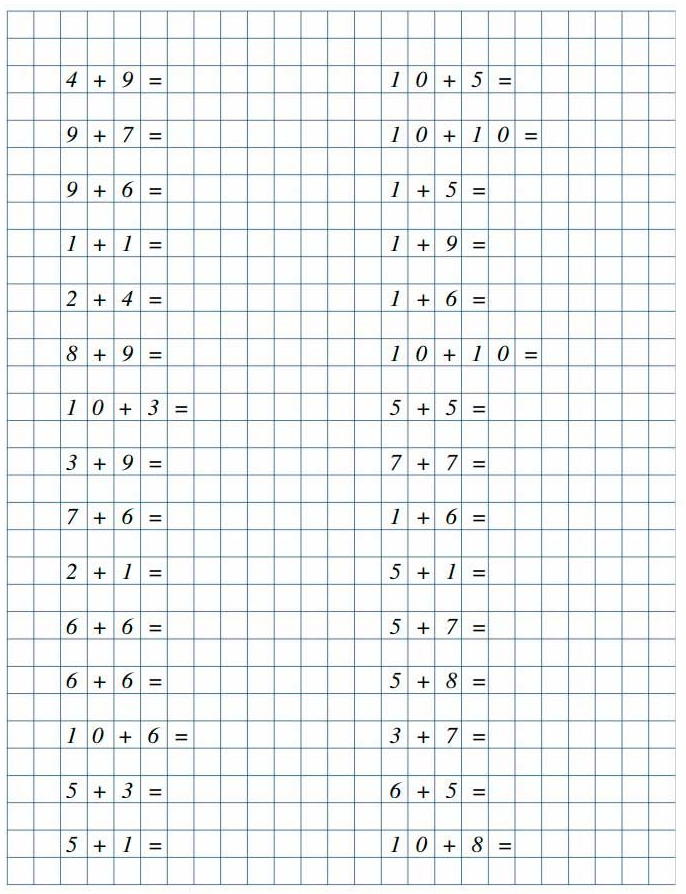 4 + 9 =
9 + 7 =
9 + 6 =
1 + 1 =
2 + 4 =
8 + 9 =
10 + 3 =
3 + 9 =
7 + 6 =
2 + 1 =
6 + 6 =
6 + 6 =
10 + 6 =
5 + 3 =
5 + 1 =
10 + 5 =
10 + 10 =
1 + 5 =
1 + 9 =
1 + 6 =
10 + 10 =
5 + 5 =
7 + 7 =
1 + 6 =
5 + 1 =
5 + 7 =
5 + 8 =
3 + 7 =
6 + 5 =
10 + 8 =